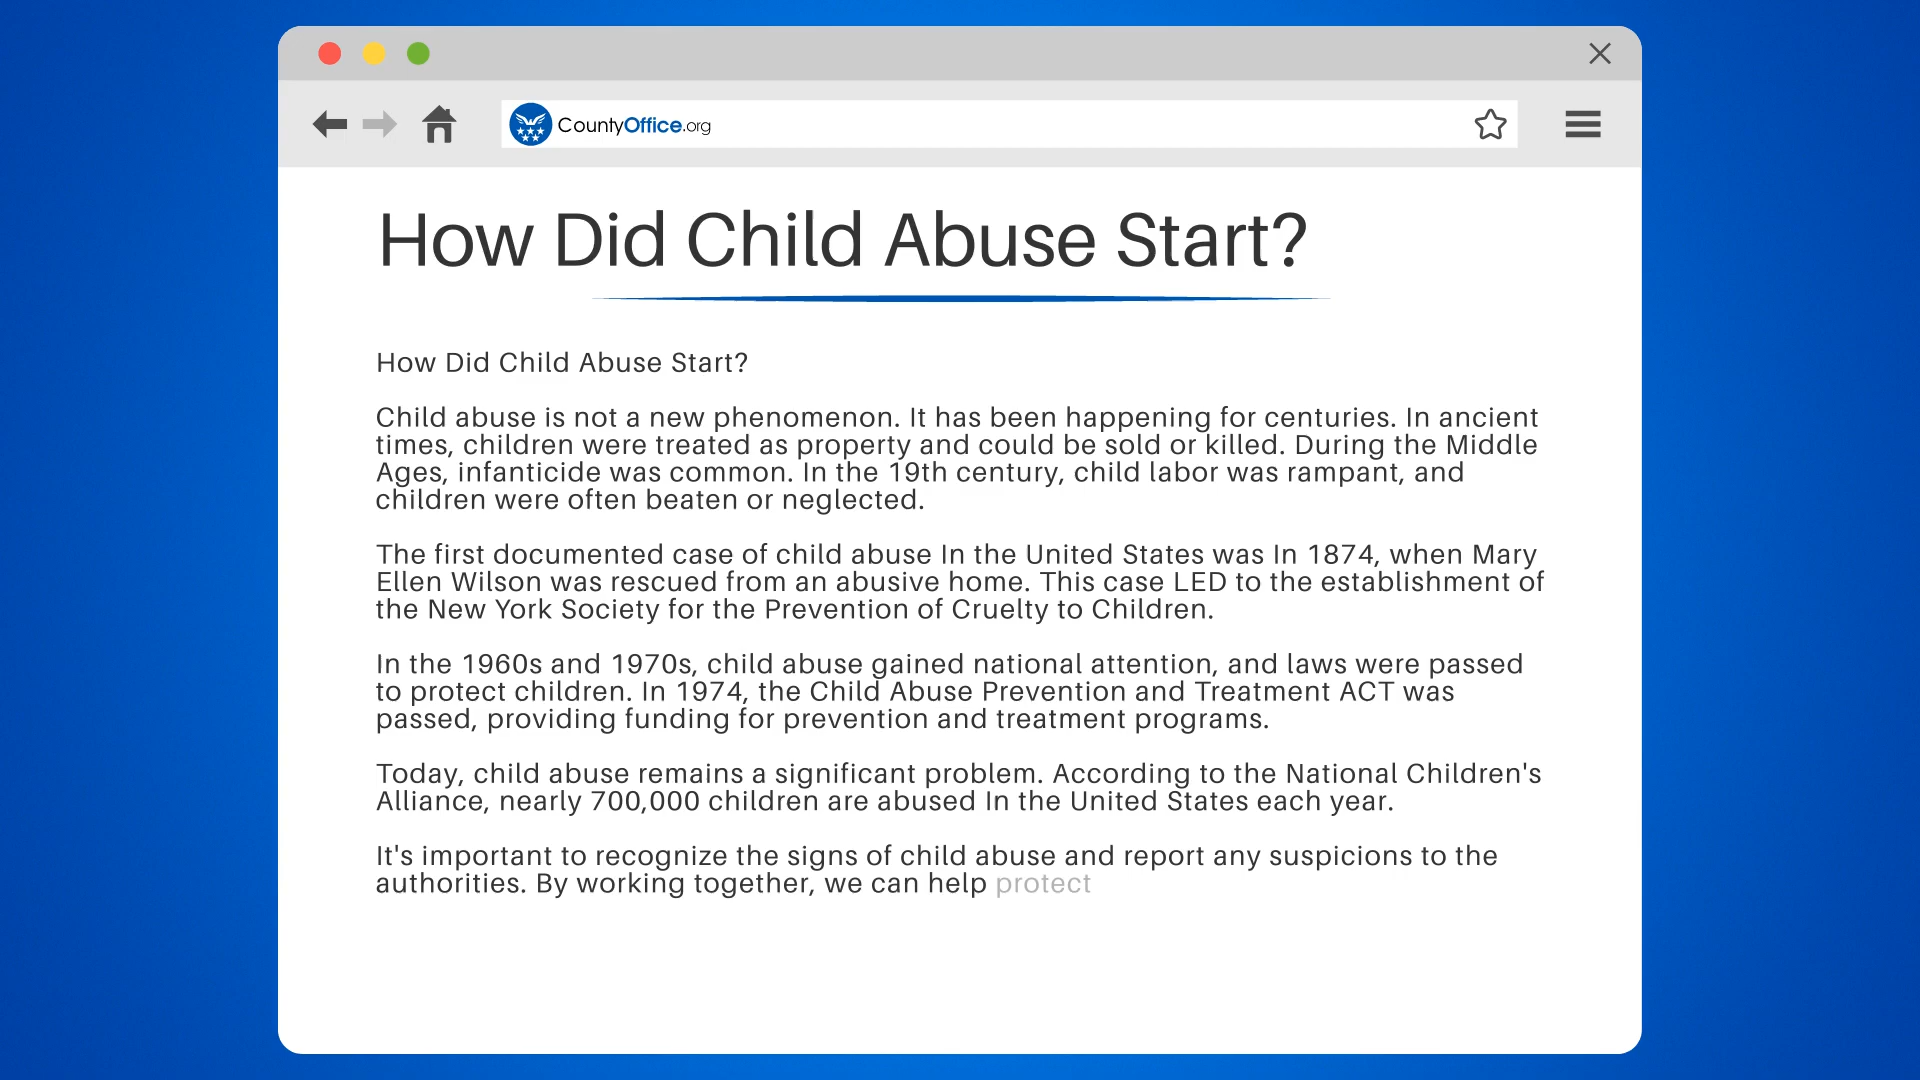 CountyOffice.org
How Did Child Abuse Start?
How Did Child Abuse Start?
Child abuse is not a new phenomenon. It has been happening for centuries. In ancient
times, children were treated as property and could be sold or killed. During the Middle
Ages, infanticide was common. In the 19th century, child labor was rampant, and
children were often beaten or neglected.
The first documented case of child abuse In the United States was In 1874, when Mary
Ellen Wilson was rescued from an abusive home. This case LED to the establishment of
the New York Society for the Prevention of Cruelty to Children.
In the 1960s and 1970s, child abuse gained national attention, and laws were passed
to protect children. In 1974, the Child Abuse Prevention and Treatment ACT was
passed, providing funding for prevention and treatment programs.
Today, child abuse remains a significant problem. According to the National Children's
Alliance, nearly 700,000 children are abused In the United States each year.
It's important to recognize the signs of child abuse and report any suspicions to the
authorities. By working together, we can help protect